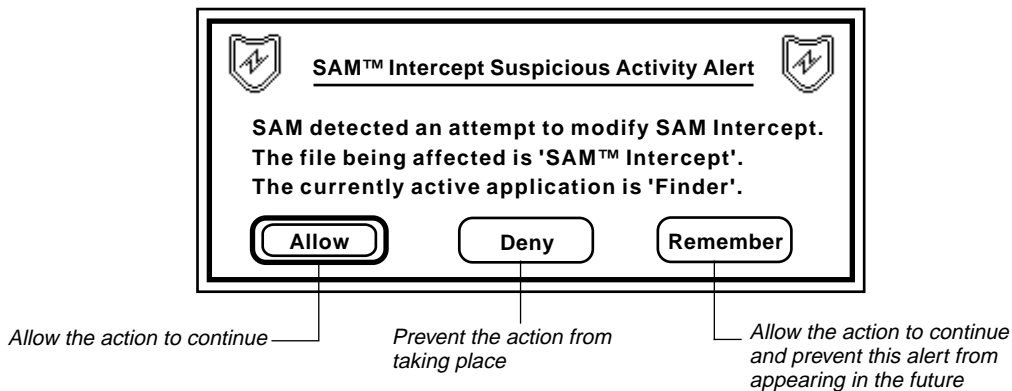 SAM™ Intercept Suspicious Activity Alert
SAM detected an attempt to modify SAM Intercept.
The file being affected is 'SAM™ Intercept'.
The currently active application is 'Finder'.
Allow
Deny
Remember
Allow the action to continue
Prevent the action from
taking place
Allow the action to continue
and prevent this alert from
appearing in the future